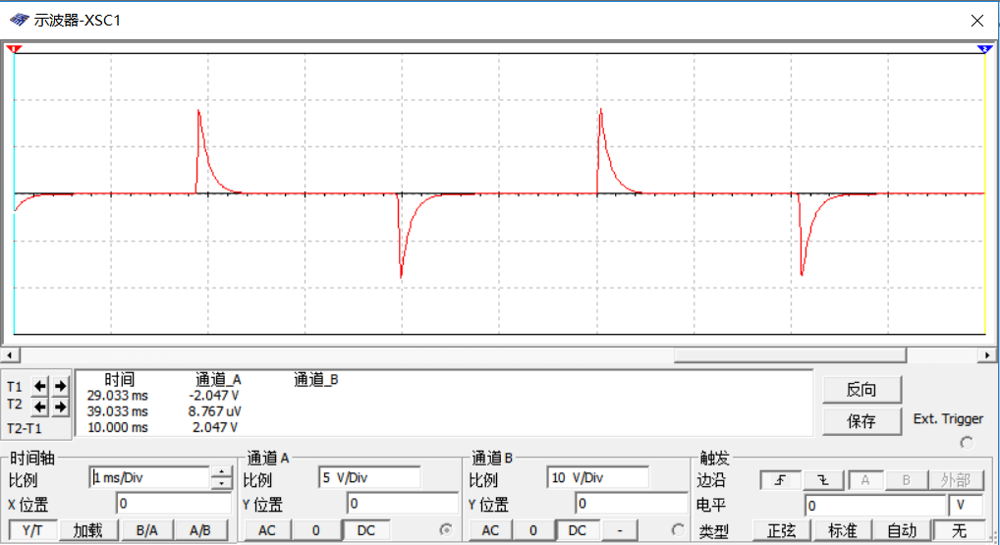 示波器-XSC1
1
2
时间 通道_A 通道_B
T1 29.033 ms -2.047 V
T2 39.033 ms 8.767 uV
T2-T1 10.000 ms 2.047 V
反向
保存
Ext. Trigger
时间轴
比例 1 ms/Div
X 位置 0
Y/T 加载 B/A A/B
通道 A
比例 5 V/Div
Y 位置 0
AC 0 DC
通道 B
比例 10 V/Div
Y 位置 0
AC 0 DC -
触发
边沿 A B 外部
电平 0 V
类型 正弦 标准 自动 无